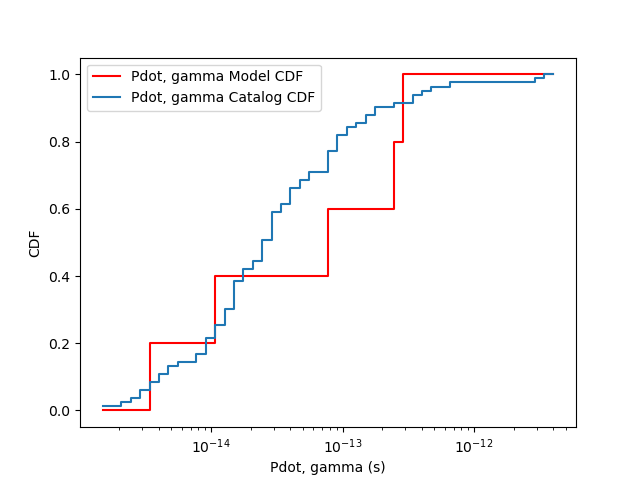 Pdot, gamma Model CDF
Pdot, gamma Catalog CDF
CDF
1.0
0.8
0.6
0.4
0.2
0.0
10⁻¹⁴ 10⁻¹³ 10⁻¹²
Pdot, gamma (s)